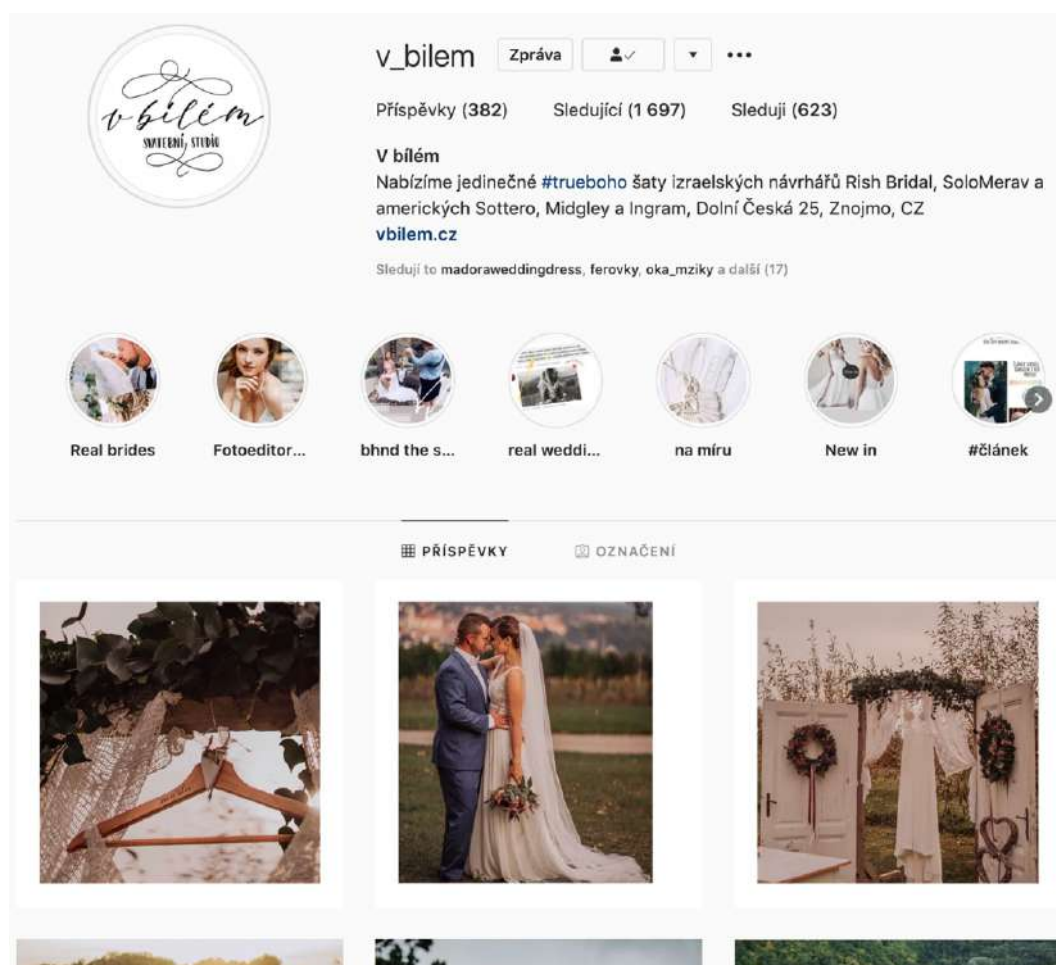 v bílém
SVATEBNÍ STUDIO
v_bilem Zpráva
Příspěvky (382) Sledující (1 697) Sleduji (623)
V bílém
Nabízíme jedinečné #trueboho šaty izraelských návrhářů Rish Bridal, SoloMerav a
amerických Sottero, Midgley a Ingram, Dolní Česká 25, Znojmo, CZ
vbilem.cz
Sledují to madoraweddingdress, ferovky, oka_mziky a další (17)
Real brides Fotoeditor... bhnd the s... real weddi... na míru New in #článek
PŘÍSPĚVKY OZNAČENÍ